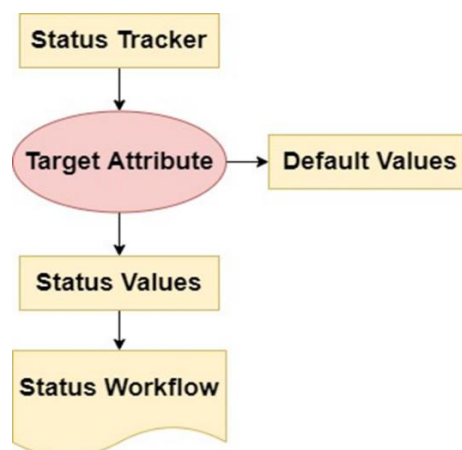 Status Tracker
Target Attribute
Default Values
Status Values
Status Workflow